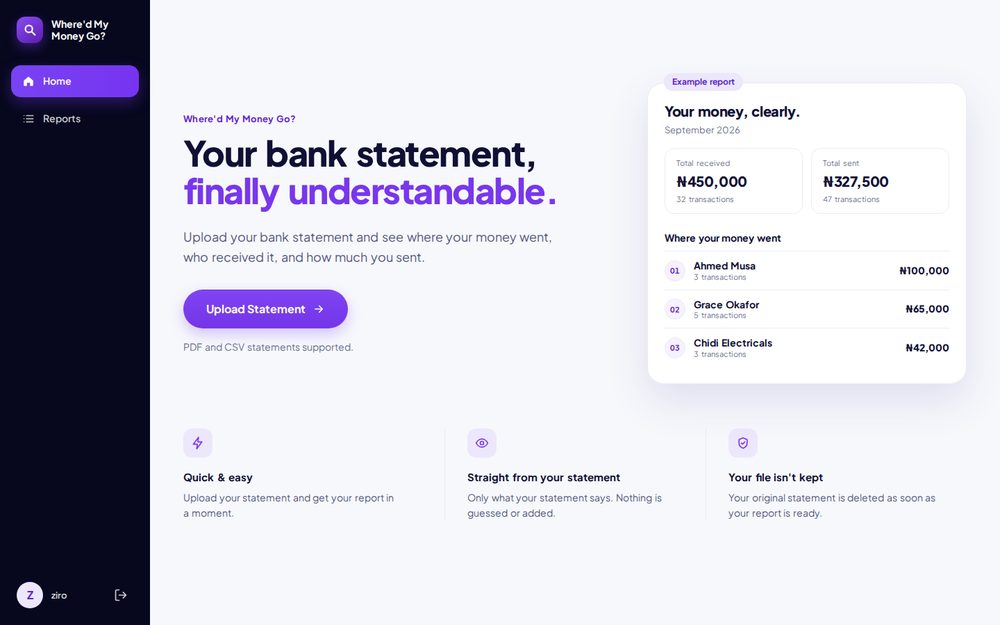 Where'd My
Money Go?
Home
Reports
Where'd My Money Go?
Your bank statement,
finally understandable.
Upload your bank statement and see where your money went,
who received it, and how much you sent.
Upload Statement →
PDF and CSV statements supported.
Example report
Your money, clearly.
September 2026
Total received
₦450,000
32 transactions
Total sent
₦327,500
47 transactions
Where your money went
01
Ahmed Musa
3 transactions
₦100,000
02
Grace Okafor
5 transactions
₦65,000
03
Chidi Electricals
3 transactions
₦42,000
Quick & easy
Upload your statement and get your report in
a moment.
Straight from your statement
Only what your statement says. Nothing is
guessed or added.
Your file isn't kept
Your original statement is deleted as soon as
your report is ready.
Z
ziro